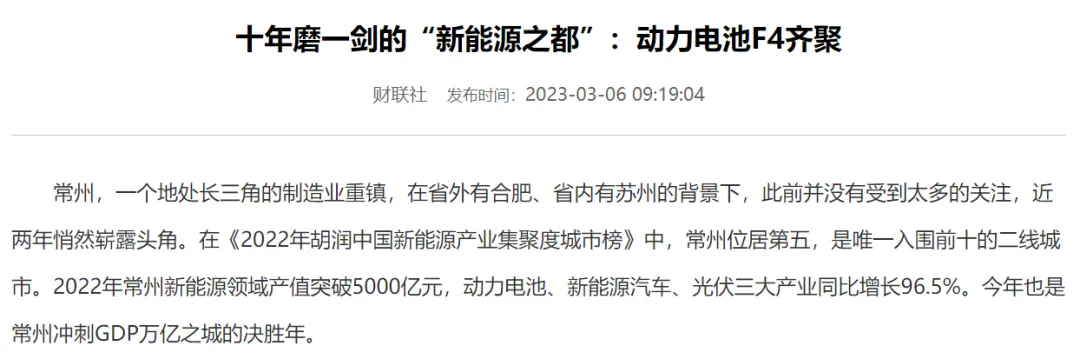 十年磨一剑的“新能源之都”：动力电池F4齐聚
财联社 发布时间：2023-03-06 09:19:04
常州，一个地处长三角的制造业重镇，在省外有合肥、省内有苏州的背景下，此前并没有受到太多的关注，近
两年悄然崭露头角。在《2022年胡润中国新能源产业集聚度城市榜》中，常州位居第五，是唯一入围前十的二线城
市。2022年常州新能源领域产值突破5000亿元，动力电池、新能源汽车、光伏三大产业同比增长96.5%。今年也是
常州冲刺GDP万亿之城的决胜年。